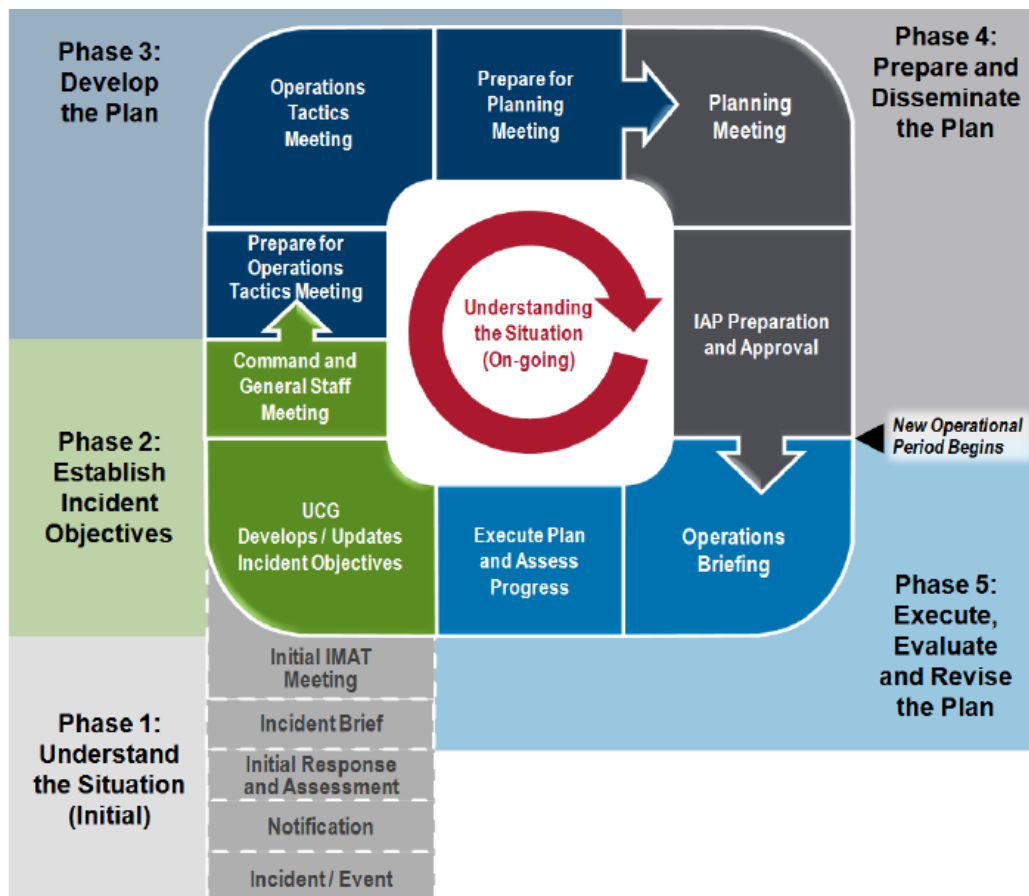 Phase 3:
Develop
the Plan
Operations
Tactics
Meeting
Prepare for
Planning
Meeting
Planning
Meeting
Phase 4:
Prepare and
Disseminate
the Plan
Prepare for
Operations
Tactics Meeting
Understanding
the Situation
(On-going)
IAP Preparation
and Approval
Command and
General Staff
Meeting
New Operational
Period Begins
Phase 2:
Establish
Incident
Objectives
UCG
Develops / Updates
Incident Objectives
Execute Plan
and Assess
Progress
Operations
Briefing
Phase 5:
Execute,
Evaluate
and Revise
the Plan
Phase 1:
Understand
the Situation
(Initial)
Initial IMAT
Meeting
Incident Brief
Initial Response
and Assessment
Notification
Incident / Event